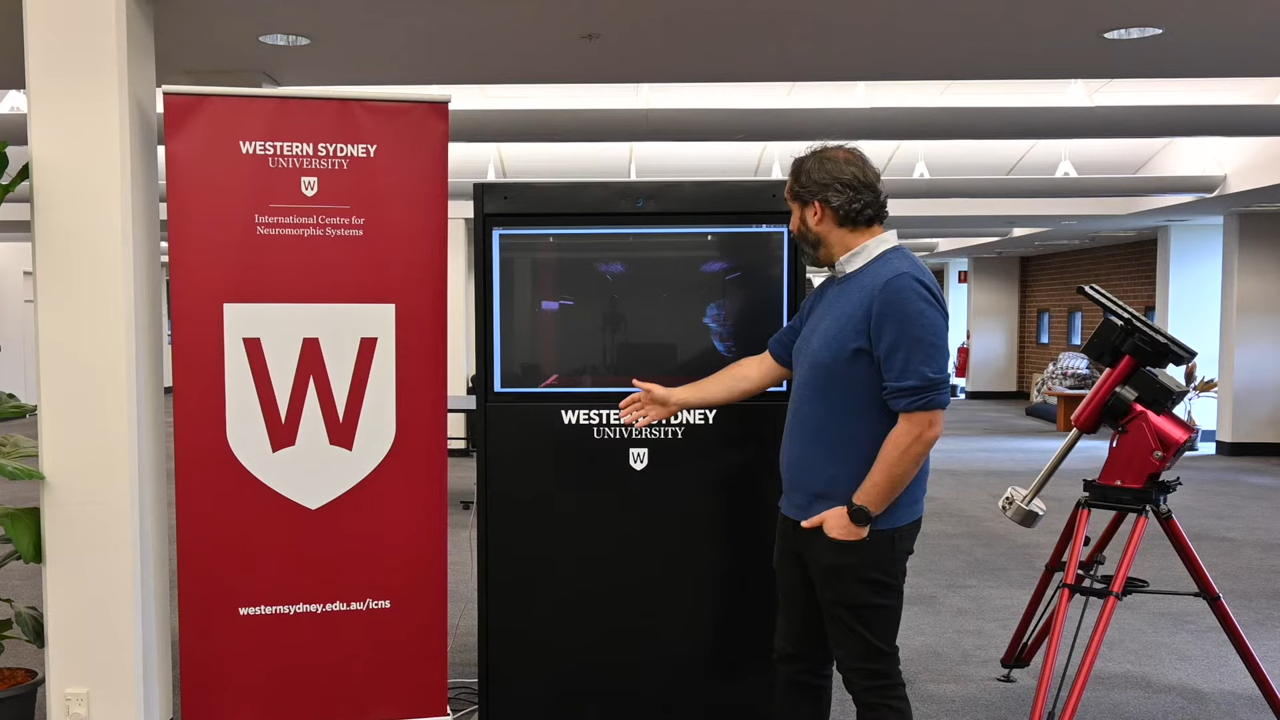 WESTERN SYDNEY
UNIVERSITY
W
International Centre for
Neuromorphic Systems
W
westernsydney.edu.au/icns
WESTERN SYDNEY
UNIVERSITY
W